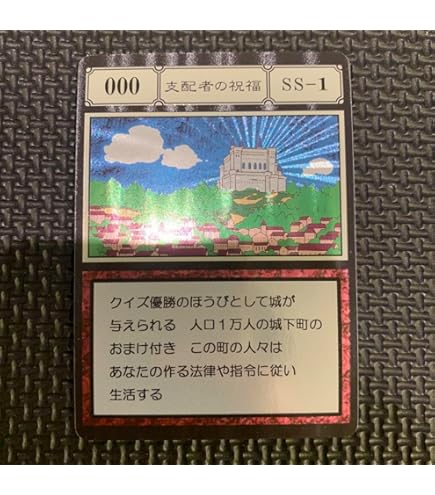 000 支配者の祝福 SS-1
クイズ優勝のほうびとして城が
与えられる 人口1万人の城下町の
おまけ付き この町の人々は
あなたの作る法律や指令に従い
生活する